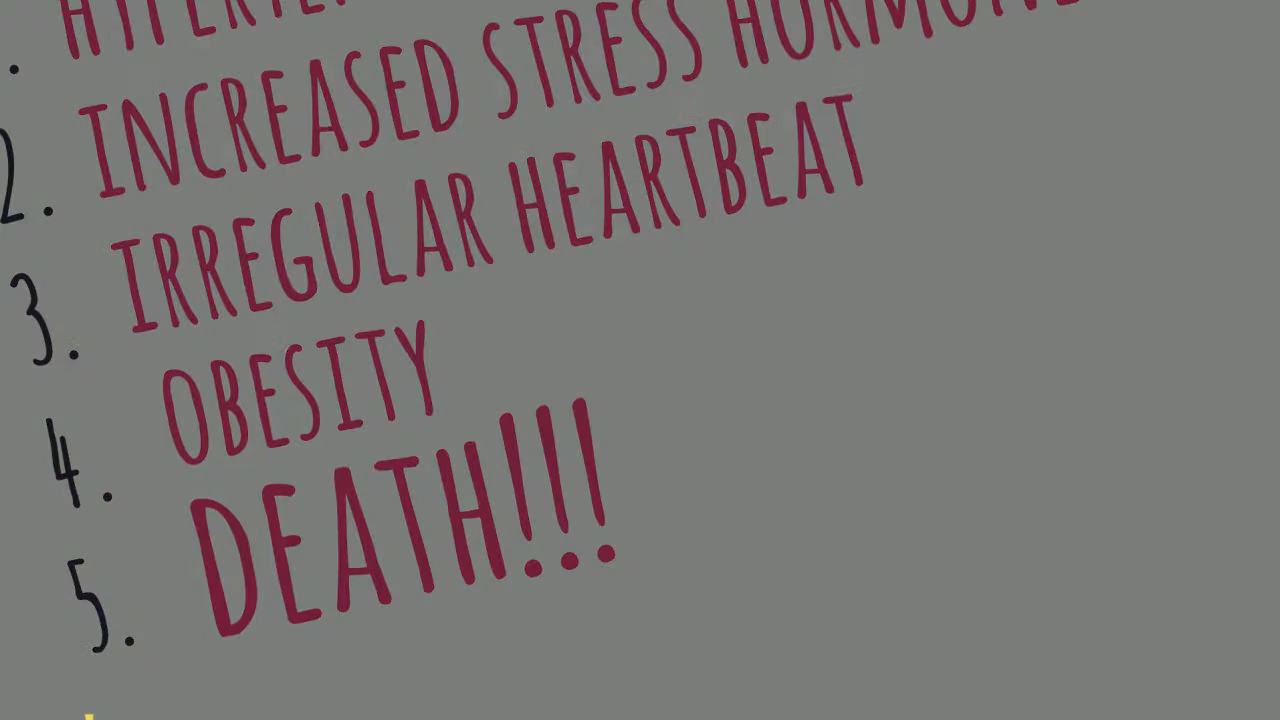 2. INCREASED STRESS
3. IRREGULAR HEARTBEAT
4. OBESITY
5. DEATH!!!